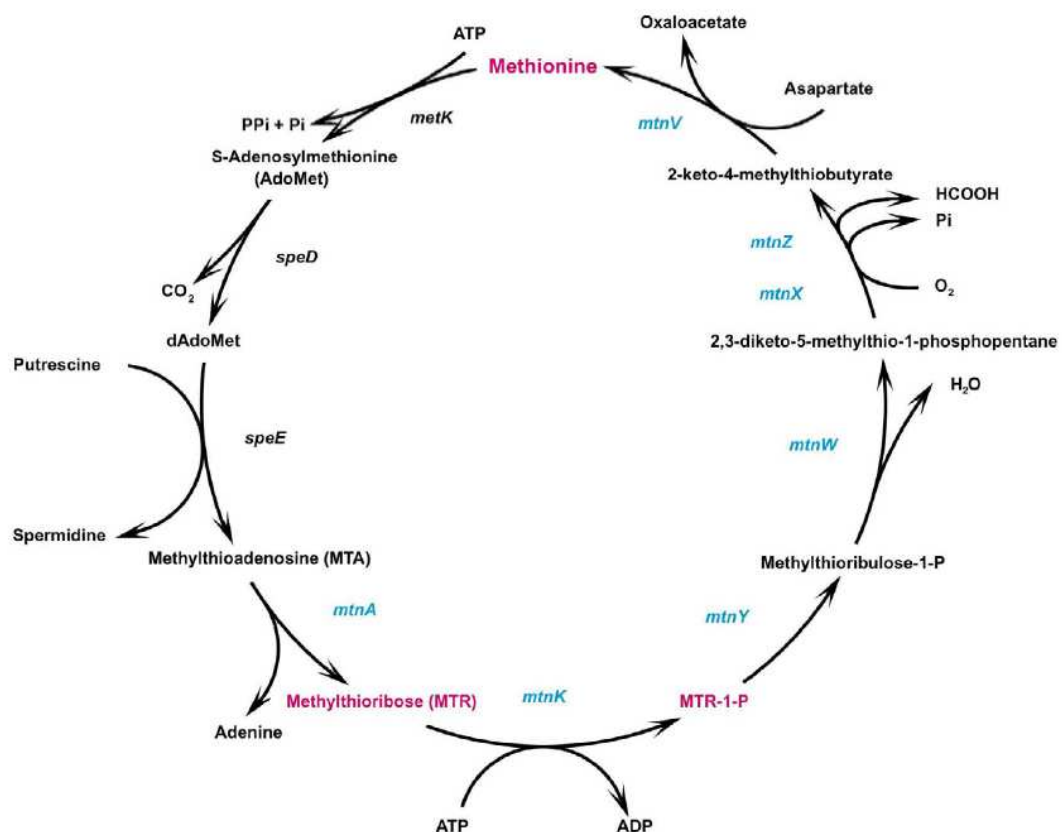 Oxaloacetate
ATP
Methionine
Asapartate
PPi + Pi
metK
mtnV
S-Adenosylmethionine
(AdoMet)
2-keto-4-methylthiobutyrate
HCOOH
Pi
mtnZ
speD
CO2
mtnX
O2
dAdoMet
2,3-diketo-5-methylthio-1-phosphopentane
Putrescine
H2O
speE
mtnW
Spermidine
Methylthioadenosine (MTA)
Methylthioribulose-1-P
mtnA
mtnY
Methylthioribose (MTR)
mtnK
MTR-1-P
Adenine
ATP
ADP